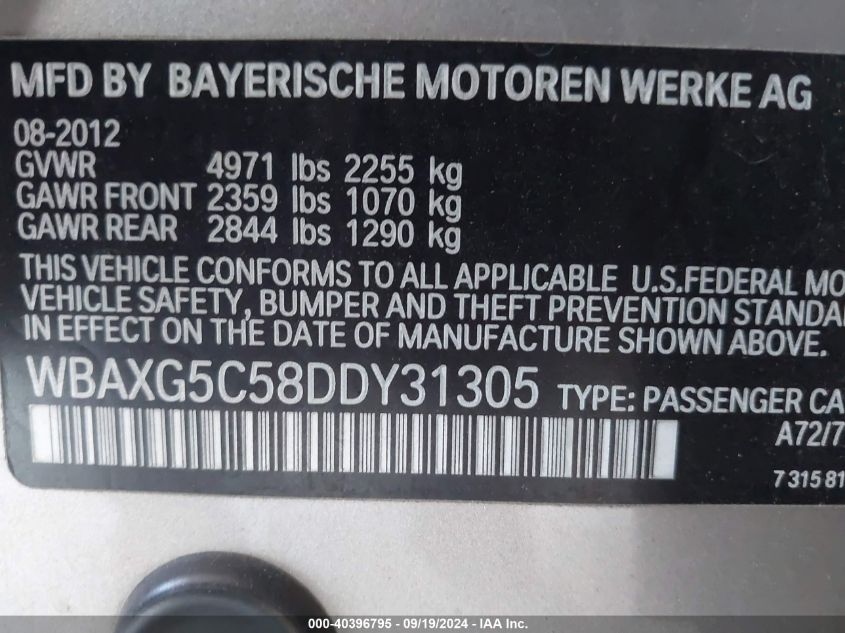 MFD BY BAYERISCHE MOTOREN WERKE AG
08-2012
GVWR 4971 lbs 2255 kg
GAWR FRONT 2359 lbs 1070 kg
GAWR REAR 2844 lbs 1290 kg
THIS VEHICLE CONFORMS TO ALL APPLICABLE U.S.FEDERAL MO
VEHICLE SAFETY, BUMPER AND THEFT PREVENTION STANDA
IN EFFECT ON THE DATE OF MANUFACTURE SHOWN ABOVE.
WBAXG5C58DDY31305 TYPE: PASSENGER CA
A72/7
7 315 81
000-40396795 - 09/19/2024 - IAA Inc.